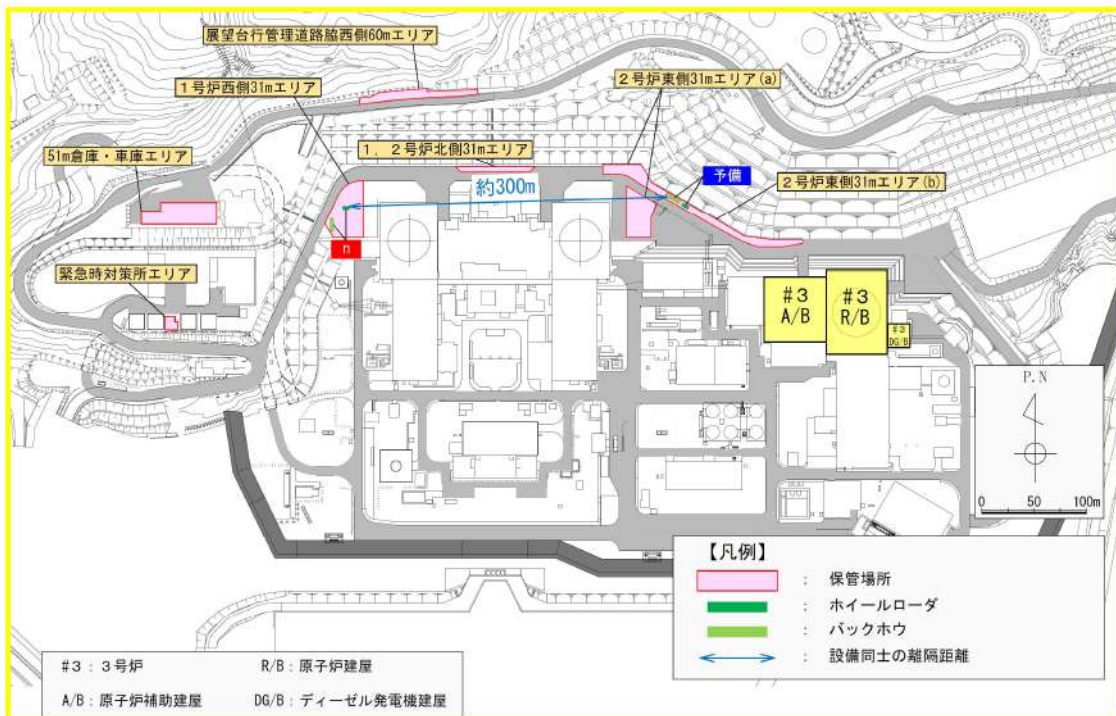 展望台行管理道路脇西側60mエリア
１号炉西側31mエリア
２号炉東側31mエリア(a)
51m倉庫・車庫エリア
１，２号炉北側31mエリア
予備
約300m
２号炉東側31mエリア(b)
n
緊急時対策所エリア
#3
A/B
#3
R/B
#3
DG/B
P.N
0 50 100m
【凡例】
： 保管場所
： ホイールローダ
： バックホウ
： 設備同士の離隔距離
#3：３号炉
R/B：原子炉建屋
A/B：原子炉補助建屋
DG/B：ディーゼル発電機建屋